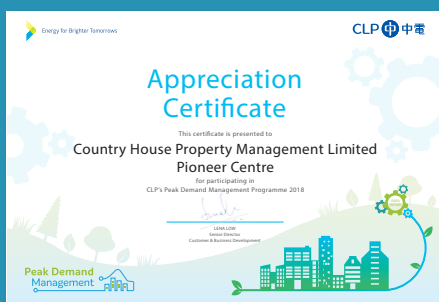 Energy for Brighter Tomorrows
CLP 中電
Appreciation
Certificate
This certificate is presented to
Country House Property Management Limited
Pioneer Centre
for participating in
CLP's Peak Demand Management Programme 2018
LENA LOW
Senior Director
Customer & Business Development
Peak Demand
Management